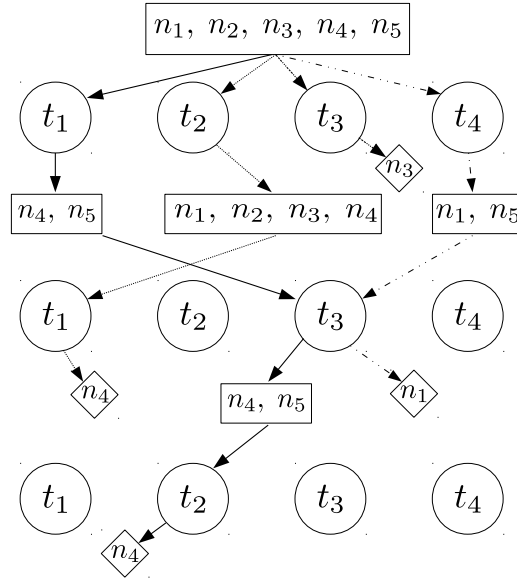 n₁, n₂, n₃, n₄, n₅
t₁ t₂ t₃ t₄
n₃
n₄, n₅ n₁, n₂, n₃, n₄ n₁, n₅
t₁ t₂ t₃ t₄
n₄ n₄, n₅ n₁
t₁ t₂ t₃ t₄
n₄